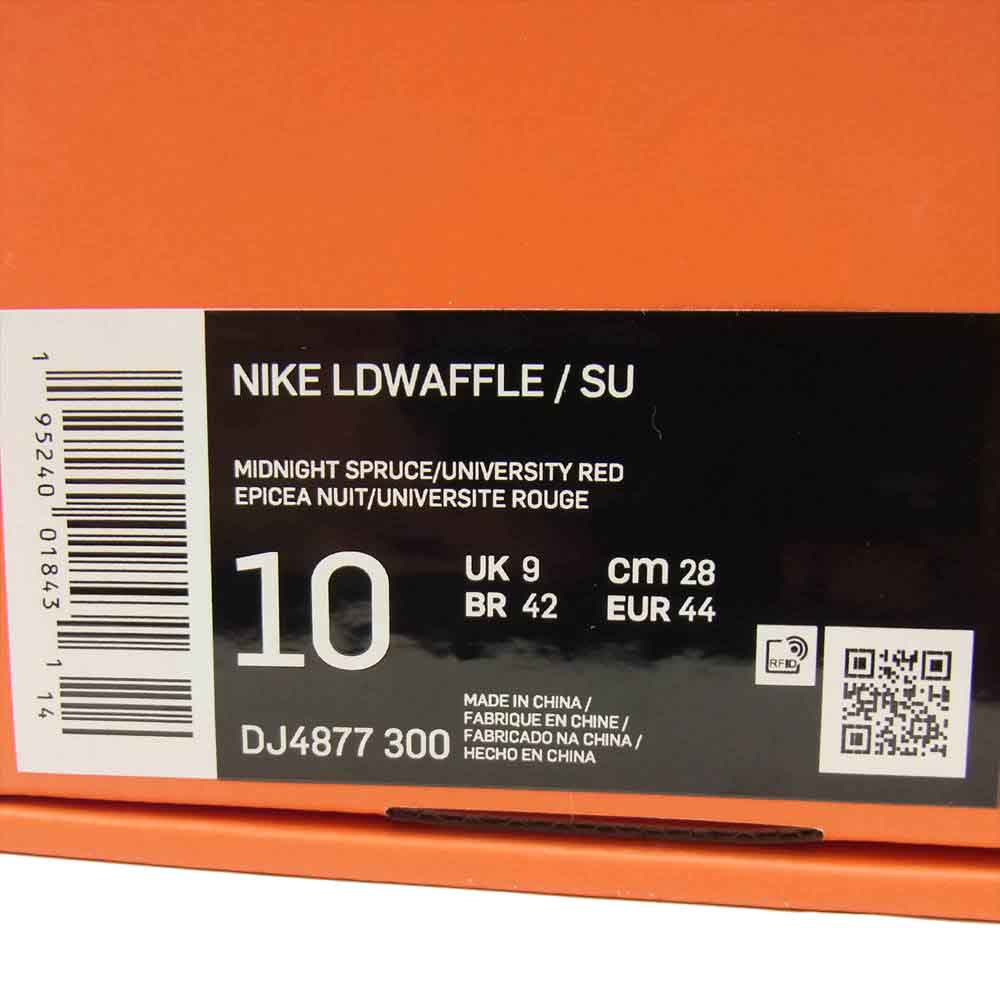 1 95240 01843 1 14
NIKE LDWAFFLE / SU
MIDNIGHT SPRUCE/UNIVERSITY RED
EPICEA NUIT/UNIVERSITE ROUGE
10
UK 9 cm 28
BR 42 EUR 44
RFID
DJ4877 300
MADE IN CHINA /
FABRIQUE EN CHINE /
FABRICADO NA CHINA /
HECHO EN CHINA